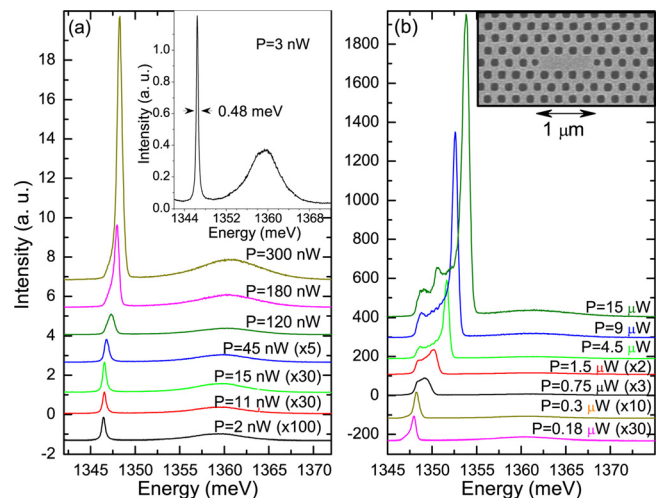 (a)
Intensity (a. u.)
18
16
14
12
10
8
6
4
2
0
-2
1345 1350 1355 1360 1365 1370
Energy (meV)
P=300 nW
P=180 nW
P=120 nW
P=45 nW (x5)
P=15 nW (x30)
P=11 nW (x30)
P=2 nW (x100)
Intensity (a. u.)
1.0
0.8
0.6
0.4
0.2
0.0
1344 1352 1360 1368
Energy (meV)
P=3 nW
0.48 meV
(b)
1800
1600
1400
1200
1000
800
600
400
200
0
-200
1345 1350 1355 1360 1365 1370
Energy (meV)
P=15 μW
P=9 μW
P=4.5 μW
P=1.5 μW (x2)
P=0.75 μW (x3)
P=0.3 μW (x10)
P=0.18 μW (x30)
1 μm